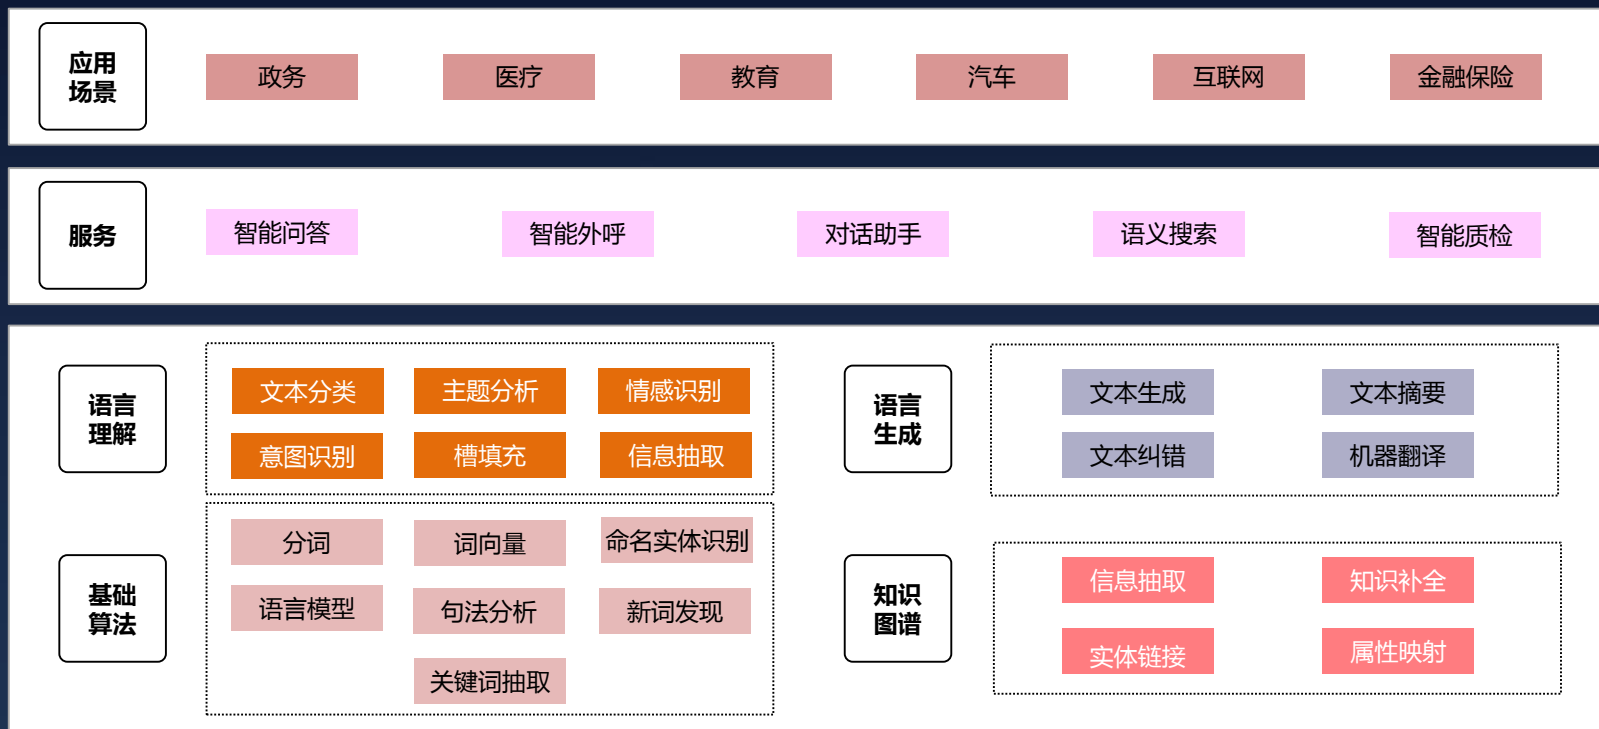 应用
场景
政务
医疗
教育
汽车
互联网
金融保险
服务
智能问答
智能外呼
对话助手
语义搜索
智能质检
语言
理解
文本分类
主题分析
情感识别
意图识别
槽填充
信息抽取
语言
生成
文本生成
文本摘要
文本纠错
机器翻译
基础
算法
分词
词向量
命名实体识别
语言模型
句法分析
新词发现
关键词抽取
知识
图谱
信息抽取
知识补全
实体链接
属性映射